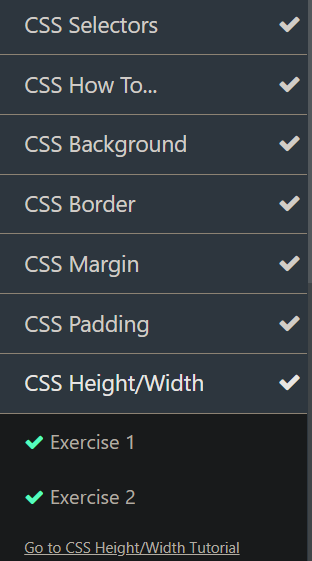 CSS Selectors
CSS How To...
CSS Background
CSS Border
CSS Margin
CSS Padding
CSS Height/Width
Exercise 1
Exercise 2
Go to CSS Height/Width Tutorial